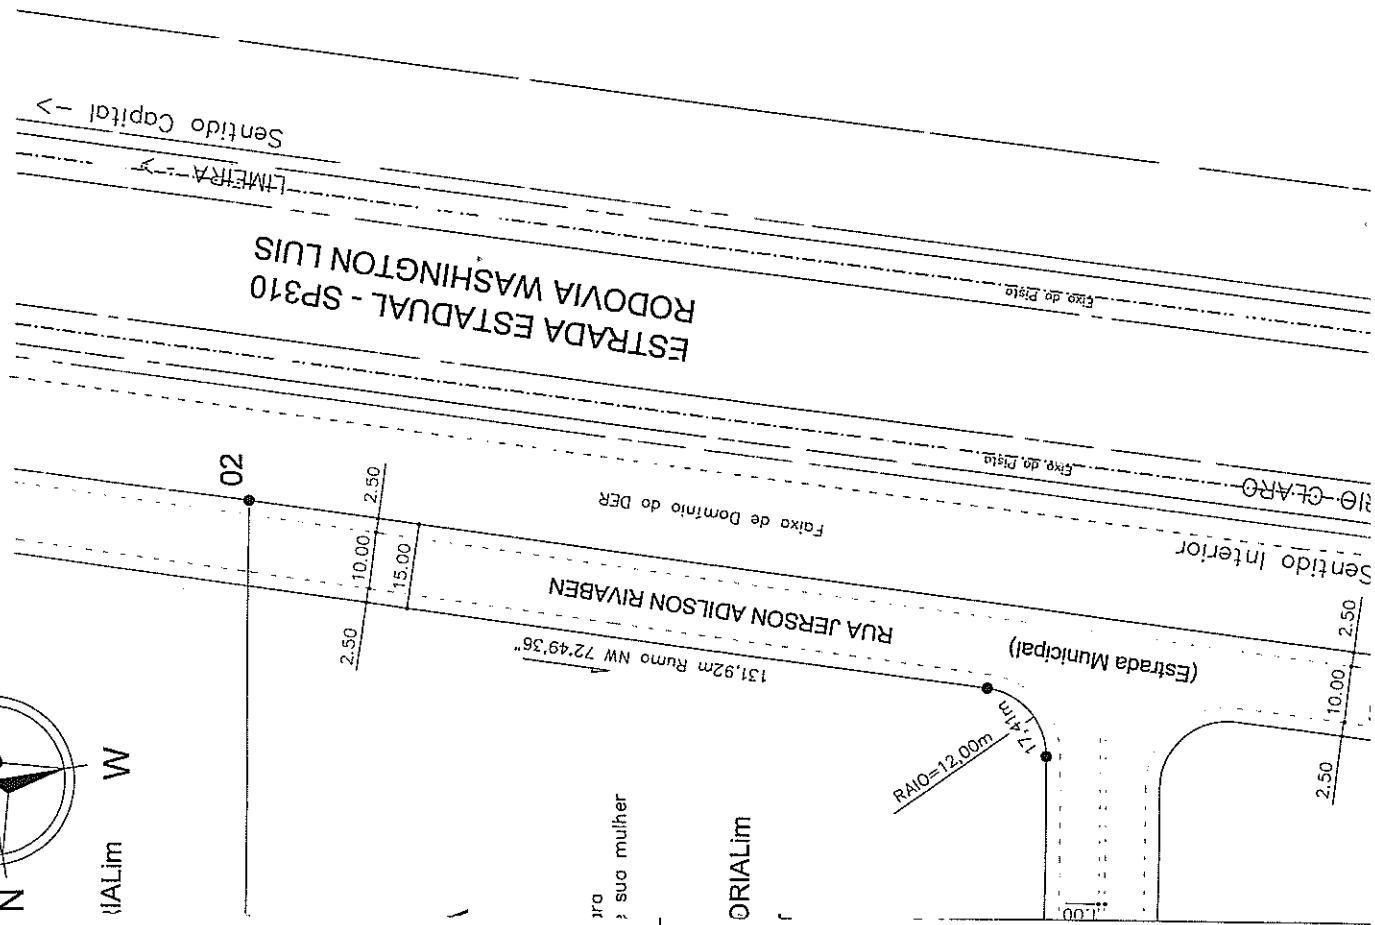 Sentido Capital ->
LIMEIRA ->
RODOVIA WASHINGTON LUIS
ESTRADA ESTADUAL - SP310
Eixo da Pista
Eixo da Pista
RIO CLARO
Sentido Interior
Faixa de Domínio do DER
02
2.50
10.00
15.00
2.50
RUA JERSON ADILSON RIVABEN
(Estrada Municipal)
131,92m Rumo NW 72°49'36"
17,41m
RAIO=12,00m
2.50
10.00
2.50
W
N
sua mulher
ORIALim
IALim
1.00